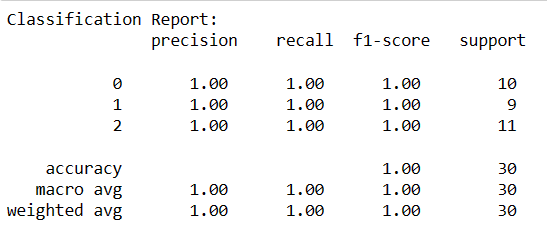 Classification Report:
precision recall f1-score support
0 1.00 1.00 1.00 10
1 1.00 1.00 1.00 9
2 1.00 1.00 1.00 11
accuracy 1.00 30
macro avg 1.00 1.00 1.00 30
weighted avg 1.00 1.00 1.00 30